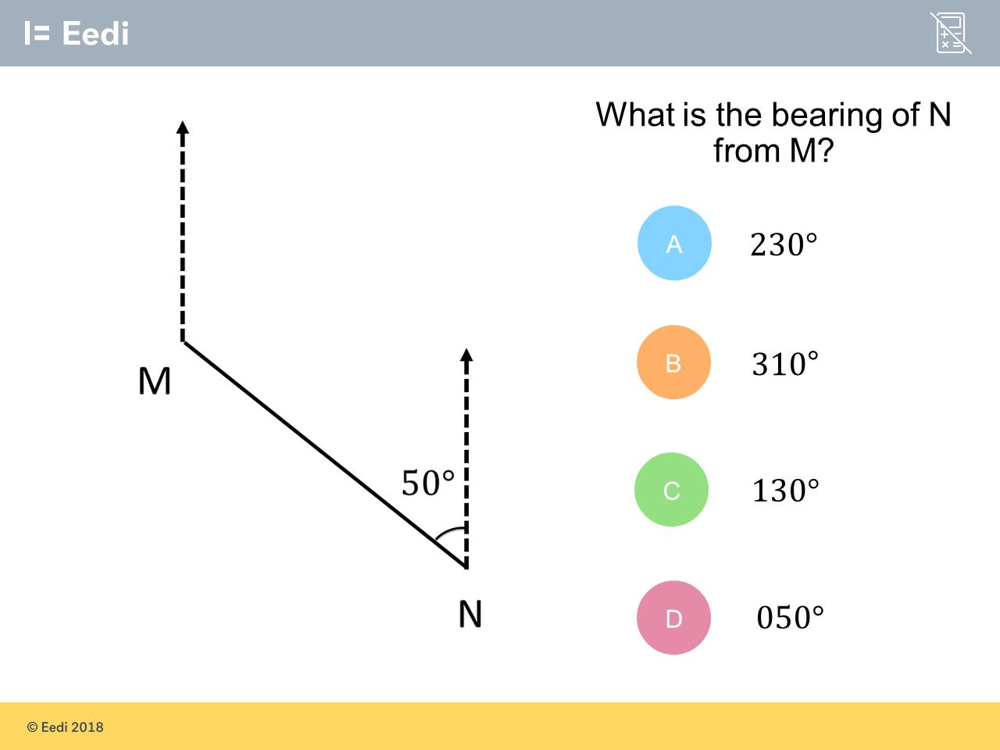 Eedi
What is the bearing of N
from M?
A 230°
B 310°
C 130°
D 050°
M
50°
N
© Eedi 2018